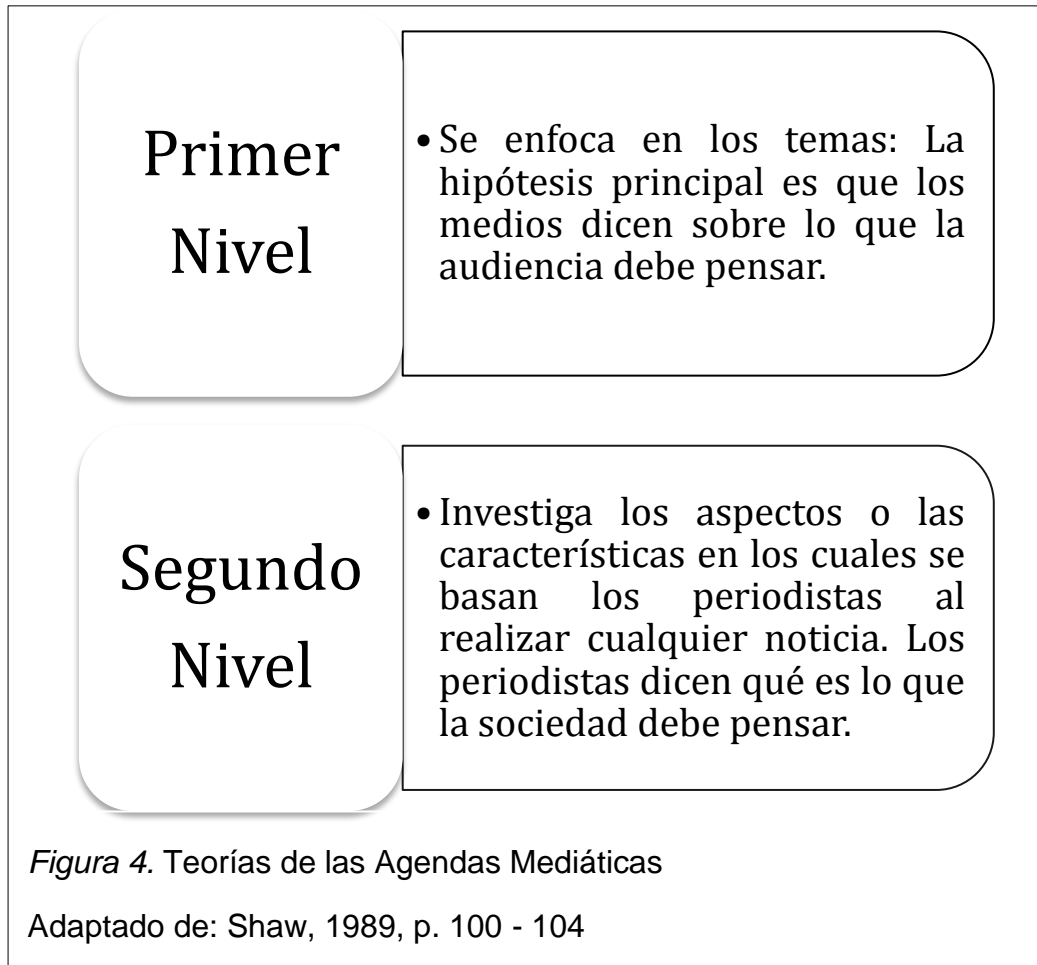 Primer
Nivel
• Se enfoca en los temas: La
hipótesis principal es que los
medios dicen sobre lo que la
audiencia debe pensar.
Segundo
Nivel
• Investiga los aspectos o las
características en los cuales se
basan los periodistas al
realizar cualquier noticia. Los
periodistas dicen qué es lo que
la sociedad debe pensar.
Figura 4. Teorías de las Agendas Mediáticas
Adaptado de: Shaw, 1989, p. 100 - 104